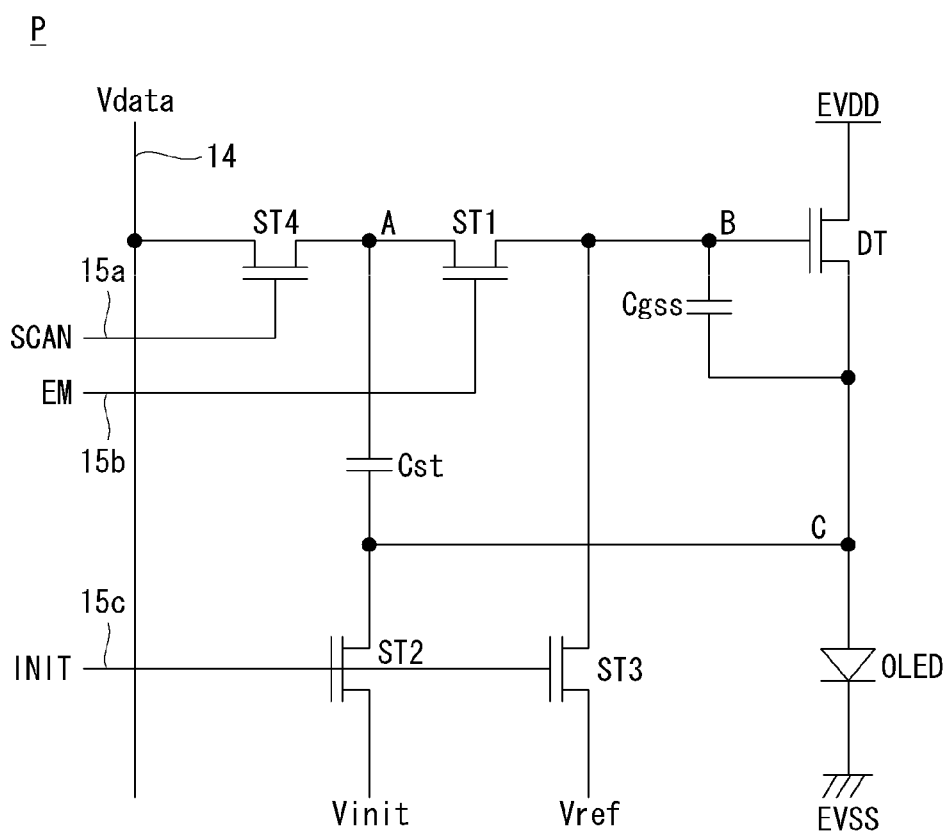 P
Vdata
EVDD
14
ST4
A
ST1
B
DT
15a
Cgss
SCAN
EM
15b
Cst
C
15c
INIT
ST2
ST3
OLED
Vinit
Vref
EVSS